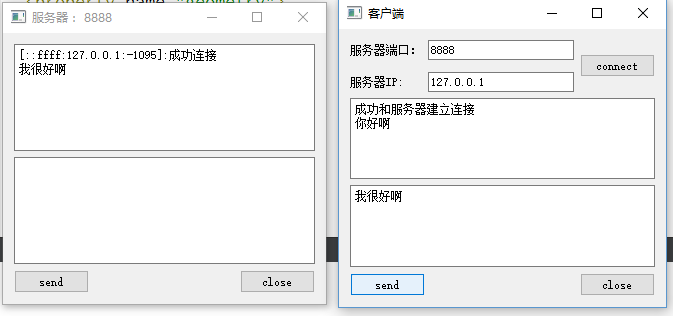 服务器：8888
[::ffff:127.0.0.1:-1095]:成功连接
我很好啊
send
close
客户端
服务器端口：
8888
connect
服务器IP:
127.0.0.1
成功和服务器建立连接
你好啊
我很好啊
send
close